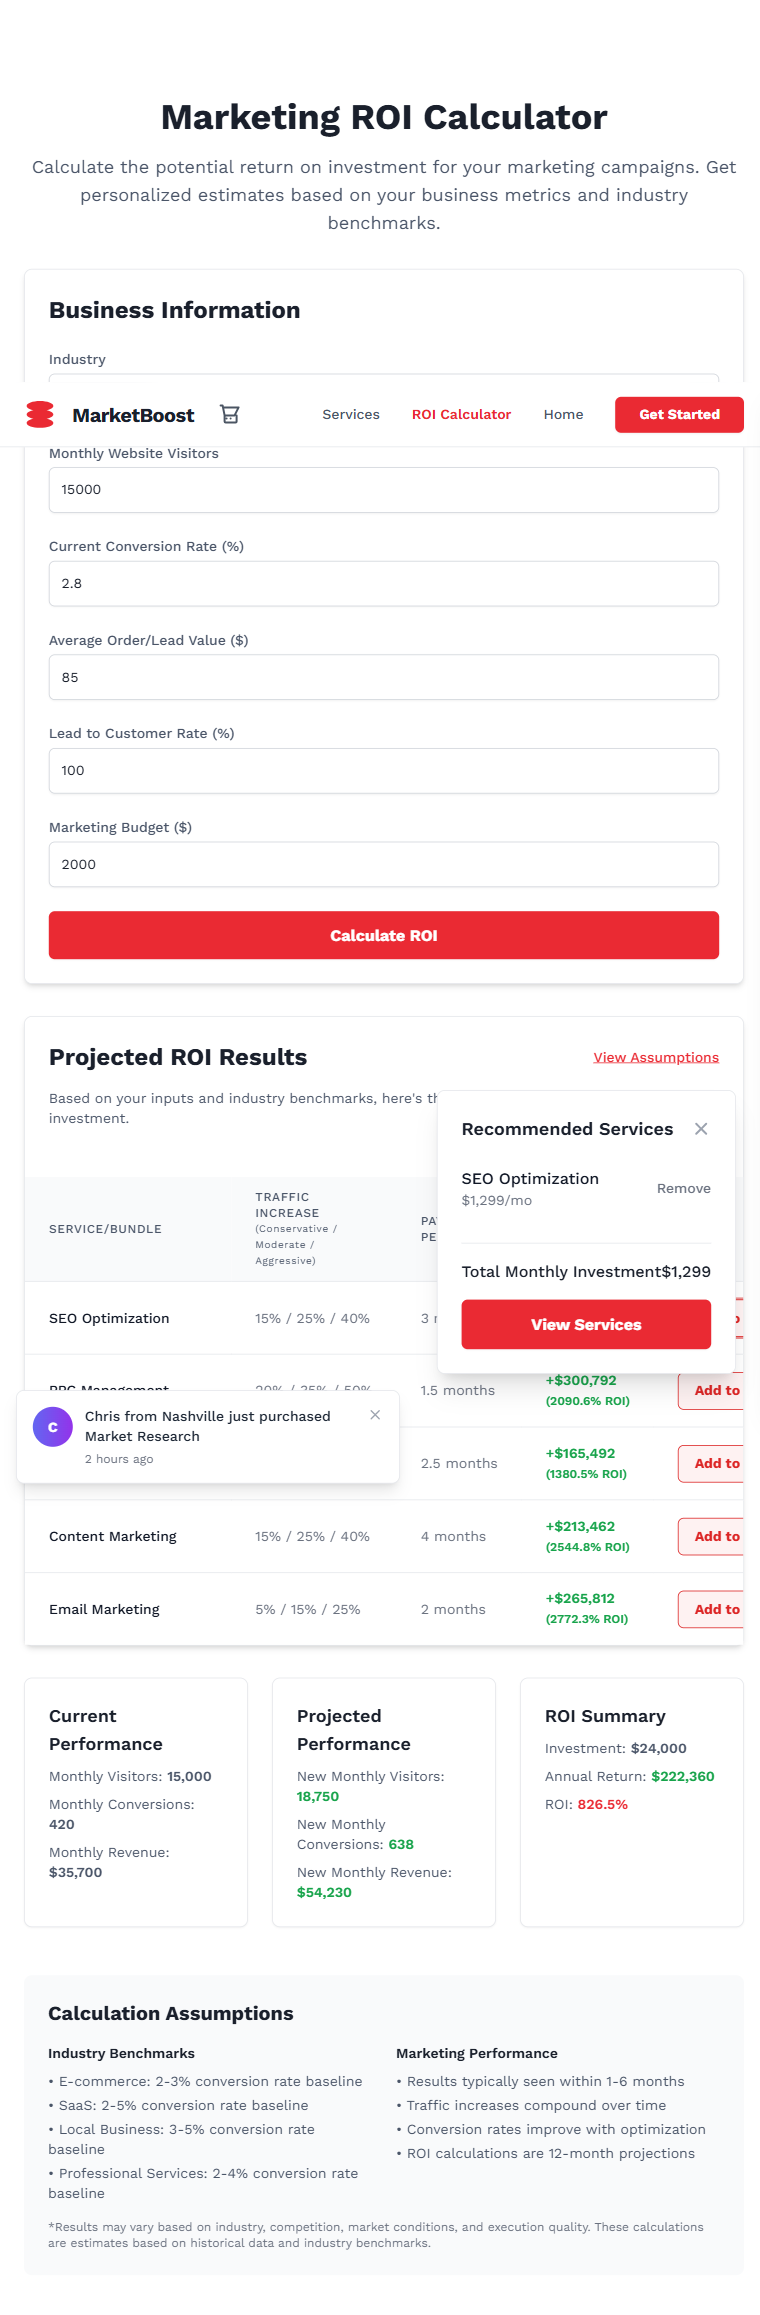 Marketing ROI Calculator
Calculate the potential return on investment for your marketing campaigns. Get
personalized estimates based on your business metrics and industry
benchmarks.
Business Information
Industry
MarketBoost
Services
ROI Calculator
Home
Get Started
Monthly Website Visitors
15000
Current Conversion Rate (%)
2.8
Average Order/Lead Value ($)
85
Lead to Customer Rate (%)
100
Marketing Budget ($)
2000
Calculate ROI
Projected ROI Results
View Assumptions
Based on your inputs and industry benchmarks, here's
investment.
Recommended Services
SEO Optimization
$1,299/mo
Remove
Total Monthly Investment$1,299
View Services
SERVICE/BUNDLE
TRAFFIC
INCREASE
(Conservative /
Moderate /
Aggressive)
SEO Optimization
15% / 25% / 40%
3
PPC Management
20% / 35% / 50%
1.5 months
+$300,792
(2090.6% ROI)
Add to
Chris from Nashville just purchased
Market Research
2 hours ago
C
2.5 months
+$165,492
(1380.5% ROI)
Add to
Content Marketing
15% / 25% / 40%
4 months
+$213,462
(2544.8% ROI)
Add to
Email Marketing
5% / 15% / 25%
2 months
+$265,812
(2772.3% ROI)
Add to
Current
Performance
Monthly Visitors: 15,000
Monthly Conversions:
420
Monthly Revenue:
$35,700
Projected
Performance
New Monthly Visitors:
18,750
New Monthly
Conversions: 638
New Monthly Revenue:
$54,230
ROI Summary
Investment: $24,000
Annual Return: $222,360
ROI: 826.5%
Calculation Assumptions
Industry Benchmarks
• E-commerce: 2-3% conversion rate baseline
• SaaS: 2-5% conversion rate baseline
• Local Business: 3-5% conversion rate
baseline
• Professional Services: 2-4% conversion rate
baseline
Marketing Performance
• Results typically seen within 1-6 months
• Traffic increases compound over time
• Conversion rates improve with optimization
• ROI calculations are 12-month projections
*Results may vary based on industry, competition, market conditions, and execution quality. These calculations
are estimates based on historical data and industry benchmarks.